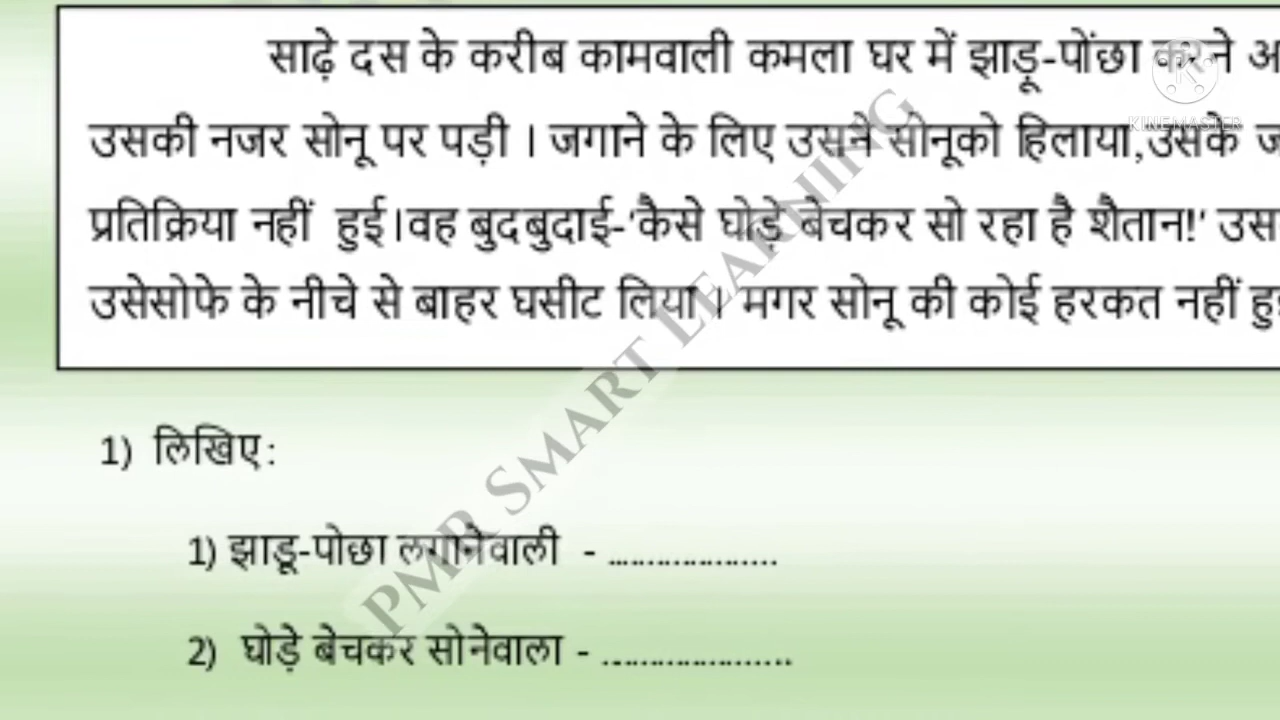 साढ़े दस के करीब कामवाली कमला घर में झाड़ू-पोंछा करने
KINEMASTER
उसकी नजर सोनू पर पड़ी । जगाने के लिए उसने सोनूको हिलाया,उसके
प्रतिक्रिया नहीं हुई।वह बुदबुदाई-'कैसे घोड़े बेचकर सो रहा है शैतान!'
उसेसोफे के नीचे से बाहर घसीट लिया । मगर सोनू की कोई हरकत नहीं
PMR SMART LEARNING
1) लिखिए:
1) झाडू-पोछा लगानेवाली - ....................
2) घोड़े बेचकर सोनेवाला - ......................